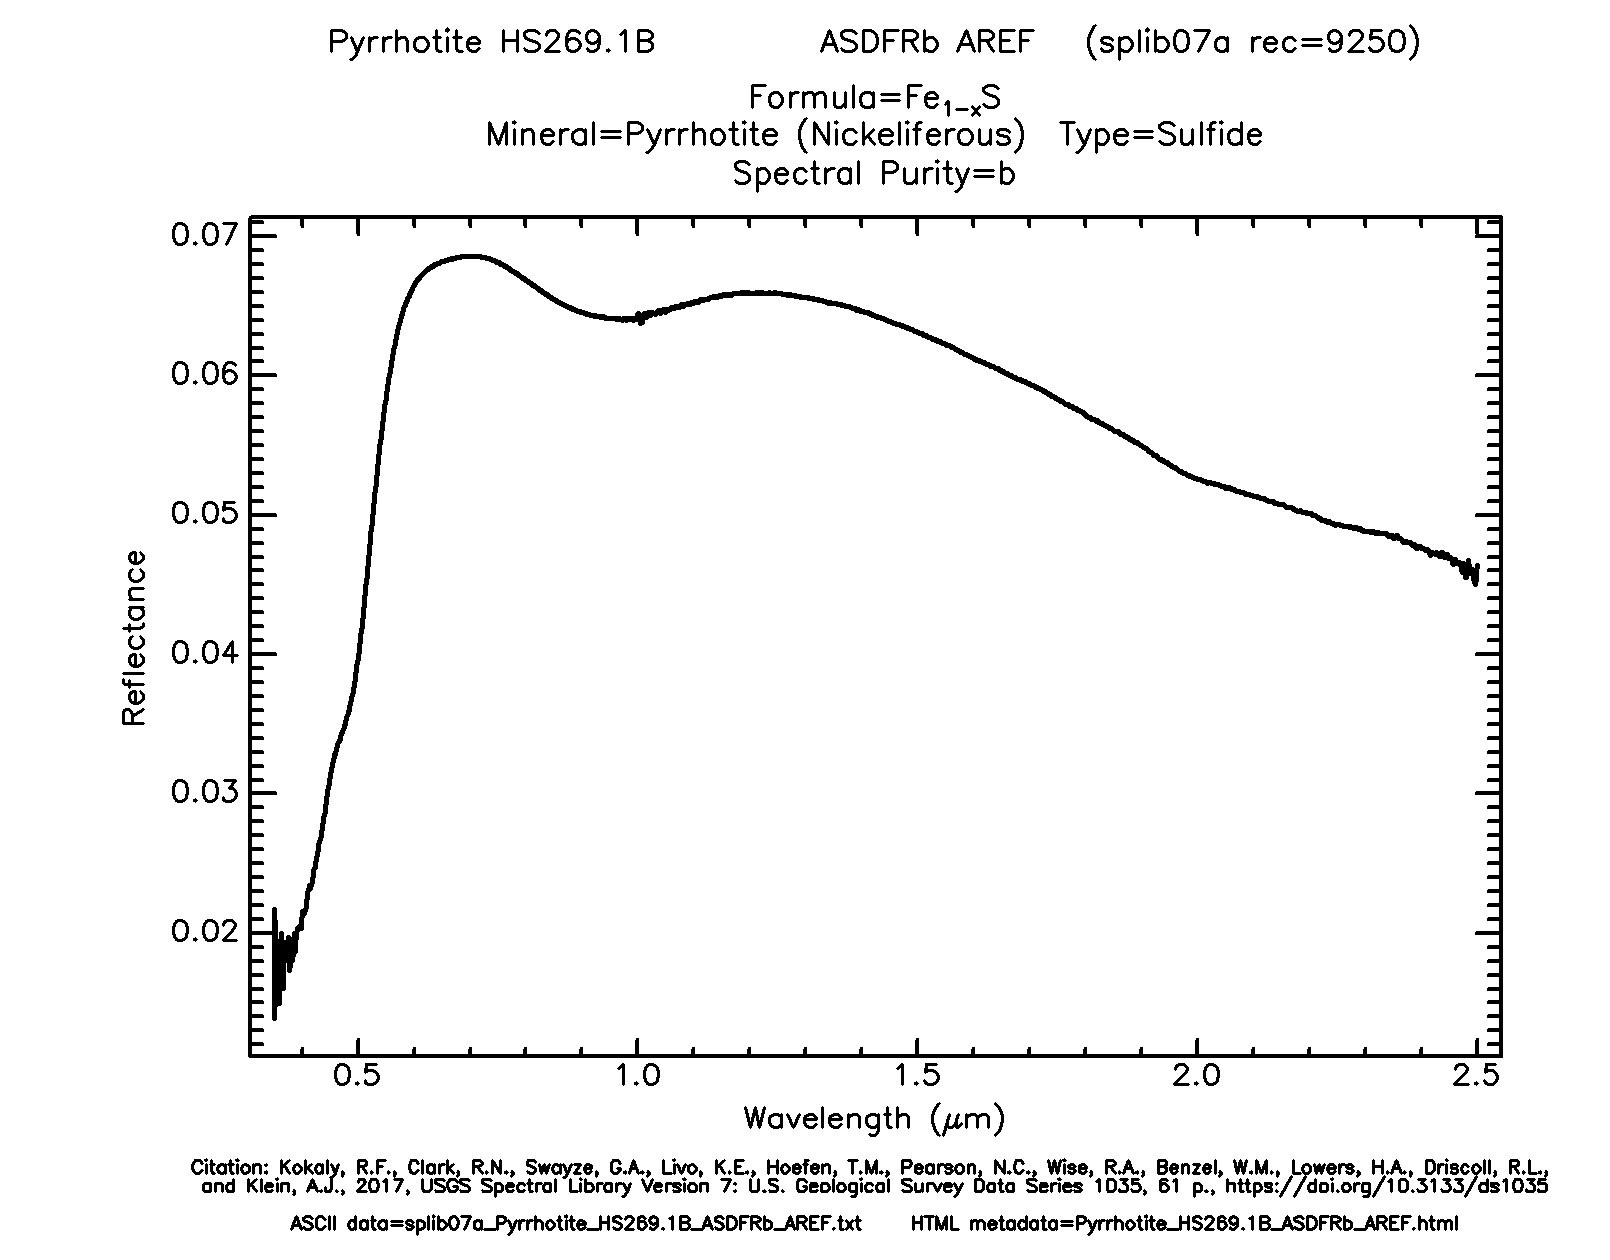 Pyrrhotite HS269.1B ASDFRb AREF (splib07a rec=9250)
Formula=Fe1-xS
Mineral=Pyrrhotite (Nickeliferous) Type=Sulfide
Spectral Purity=b
0.07
0.06
0.05
0.04
0.03
0.02
Reflectance
0.5 1.0 1.5 2.0 2.5
Wavelength (μm)
Citation: Kokaly, R.F., Clark, R.N., Swayze, G.A., Livo, K.E., Hoefen, T.M., Pearson, N.C., Wise, R.A., Benzel, W.M., Lowers, H.A., Driscoll, R.L.,
and Klein, A.J., 2017, USGS Spectral Library Version 7: U.S. Geological Survey Data Series 1035, 61 p., https://doi.org/10.3133/ds1035
ASCII data=splib07a_Pyrrhotite_HS269.1B_ASDFRb_AREF.txt HTML metadata=Pyrrhotite_HS269.1B_ASDFRb_AREF.html